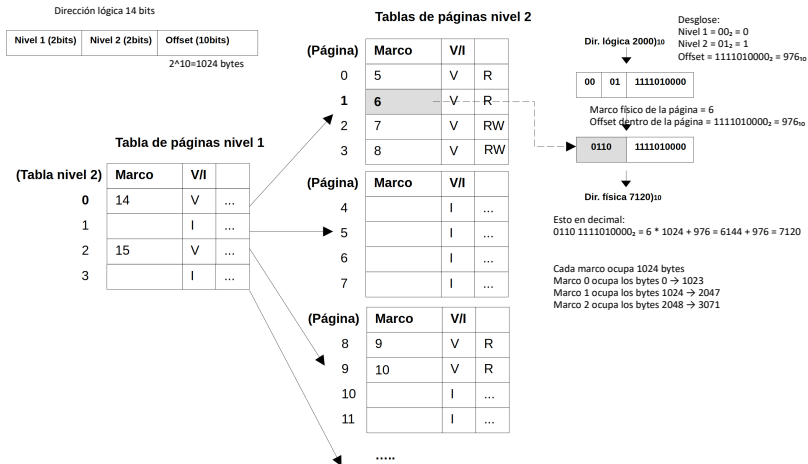 Dirección lógica 14 bits
Nivel 1 (2bits) Nivel 2 (2bits) Offset (10bits)
2^10=1024 bytes
Tabla de páginas nivel 1
(Tabla nivel 2) Marco V/I
0 14 V ...
1 I ...
2 15 V ...
3 I ...
Tablas de páginas nivel 2
(Página) Marco V/I
0 5 V R
1 6 V R
2 7 V RW
3 8 V RW
(Página) Marco V/I
4 I ...
5 I ...
6 I ...
7 I ...
(Página) Marco V/I
8 9 V R
9 10 V R
10 I ...
11 I ...
.....
Dir. lógica 2000)10
Desglose:
Nivel 1 = 00₂ = 0
Nivel 2 = 01₂ = 1
Offset = 1111010000₂ = 976₁₀
00 01 1111010000
Marco físico de la página = 6
Offset dentro de la página = 1111010000₂ = 976₁₀
0110 1111010000
Dir. física 7120)10
Esto en decimal:
0110 1111010000₂ = 6 * 1024 + 976 = 6144 + 976 = 7120
Cada marco ocupa 1024 bytes
Marco 0 ocupa los bytes 0 → 1023
Marco 1 ocupa los bytes 1024 → 2047
Marco 2 ocupa los bytes 2048 → 3071